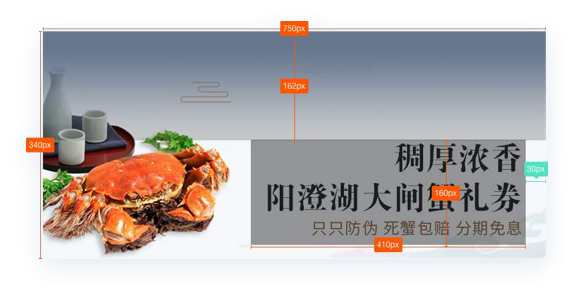 750px
162px
340px
稠厚浓香
30px
阳澄湖大闸蟹礼券
160px
只只防伪 死蟹包赔 分期免息
410px